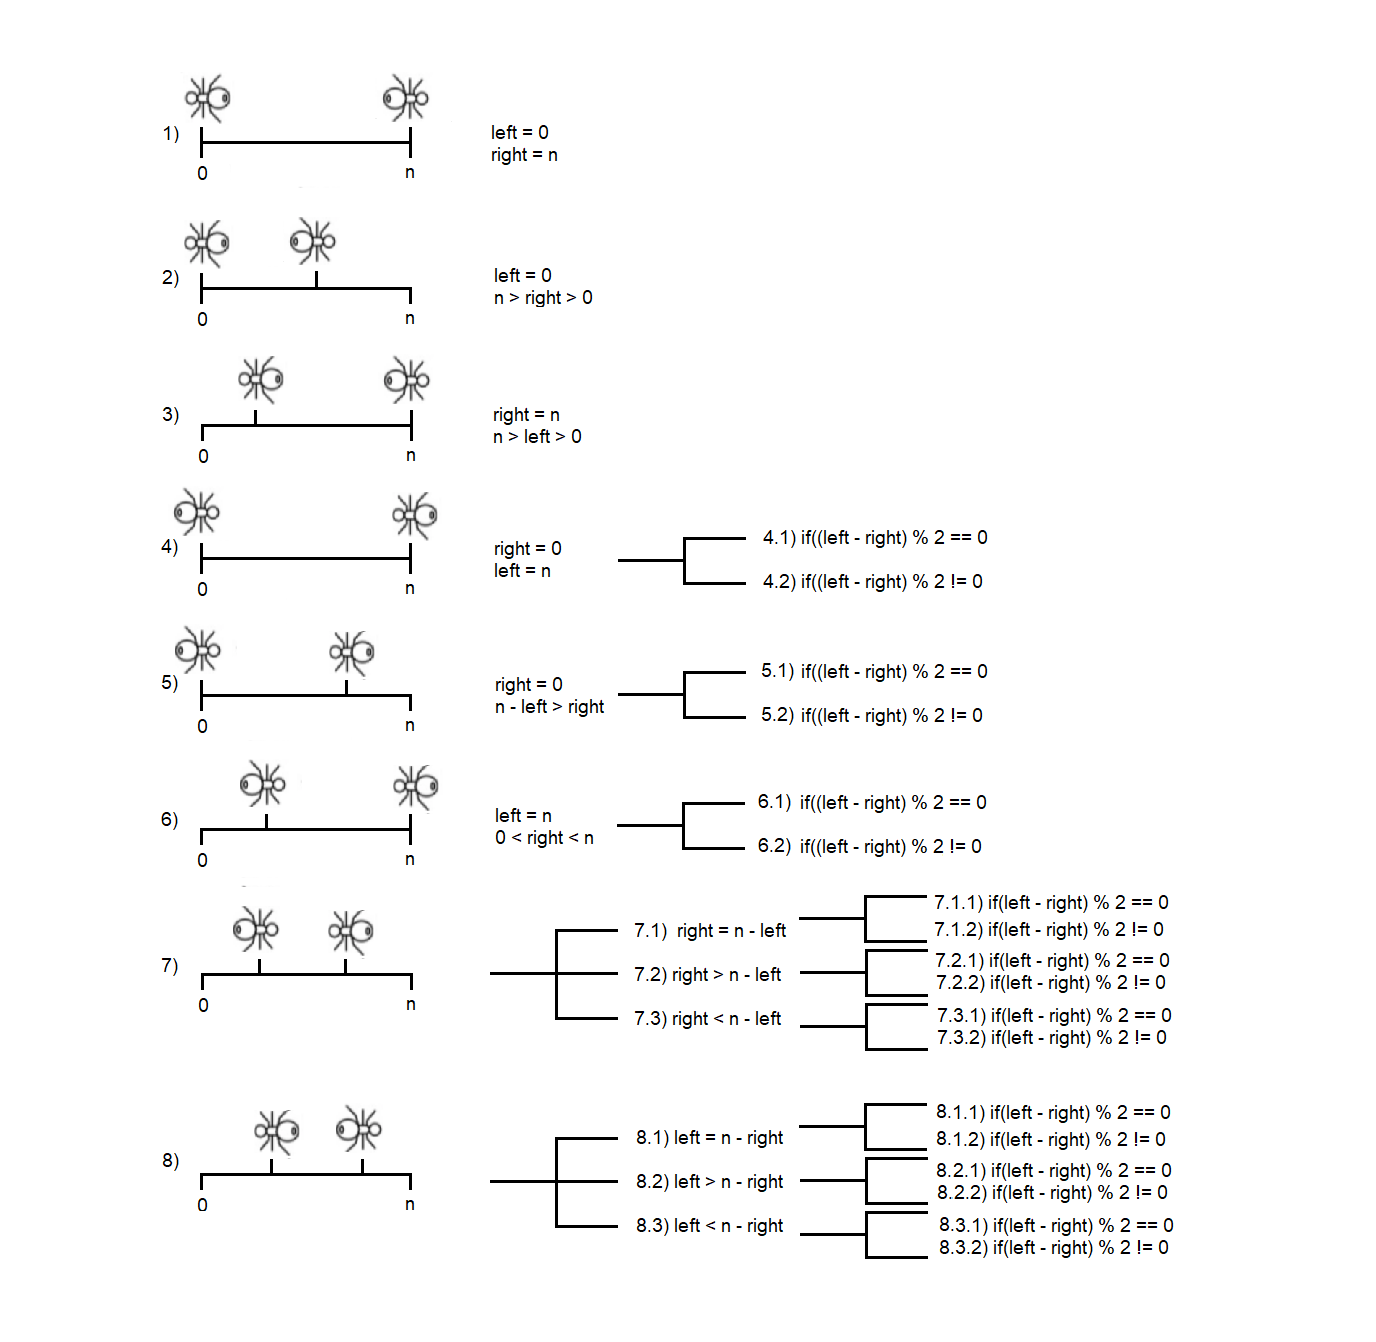 1)
left = 0
right = n
0
n
2)
left = 0
n > right > 0
0
n
3)
right = n
n > left > 0
0
n
4)
right = 0
left = n
4.1) if((left - right) % 2 == 0
4.2) if((left - right) % 2 != 0
0
n
5)
right = 0
n - left > right
5.1) if((left - right) % 2 == 0
5.2) if((left - right) % 2 != 0
0
n
6)
left = n
0 < right < n
6.1) if((left - right) % 2 == 0
6.2) if((left - right) % 2 != 0
0
n
7)
0
n
7.1) right = n - left
7.1.1) if(left - right) % 2 == 0
7.1.2) if(left - right) % 2 != 0
7.2) right > n - left
7.2.1) if(left - right) % 2 == 0
7.2.2) if(left - right) % 2 != 0
7.3) right < n - left
7.3.1) if(left - right) % 2 == 0
7.3.2) if(left - right) % 2 != 0
8)
0
n
8.1) left = n - right
8.1.1) if(left - right) % 2 == 0
8.1.2) if(left - right) % 2 != 0
8.2) left > n - right
8.2.1) if(left - right) % 2 == 0
8.2.2) if(left - right) % 2 != 0
8.3) left < n - right
8.3.1) if(left - right) % 2 == 0
8.3.2) if(left - right) % 2 != 0